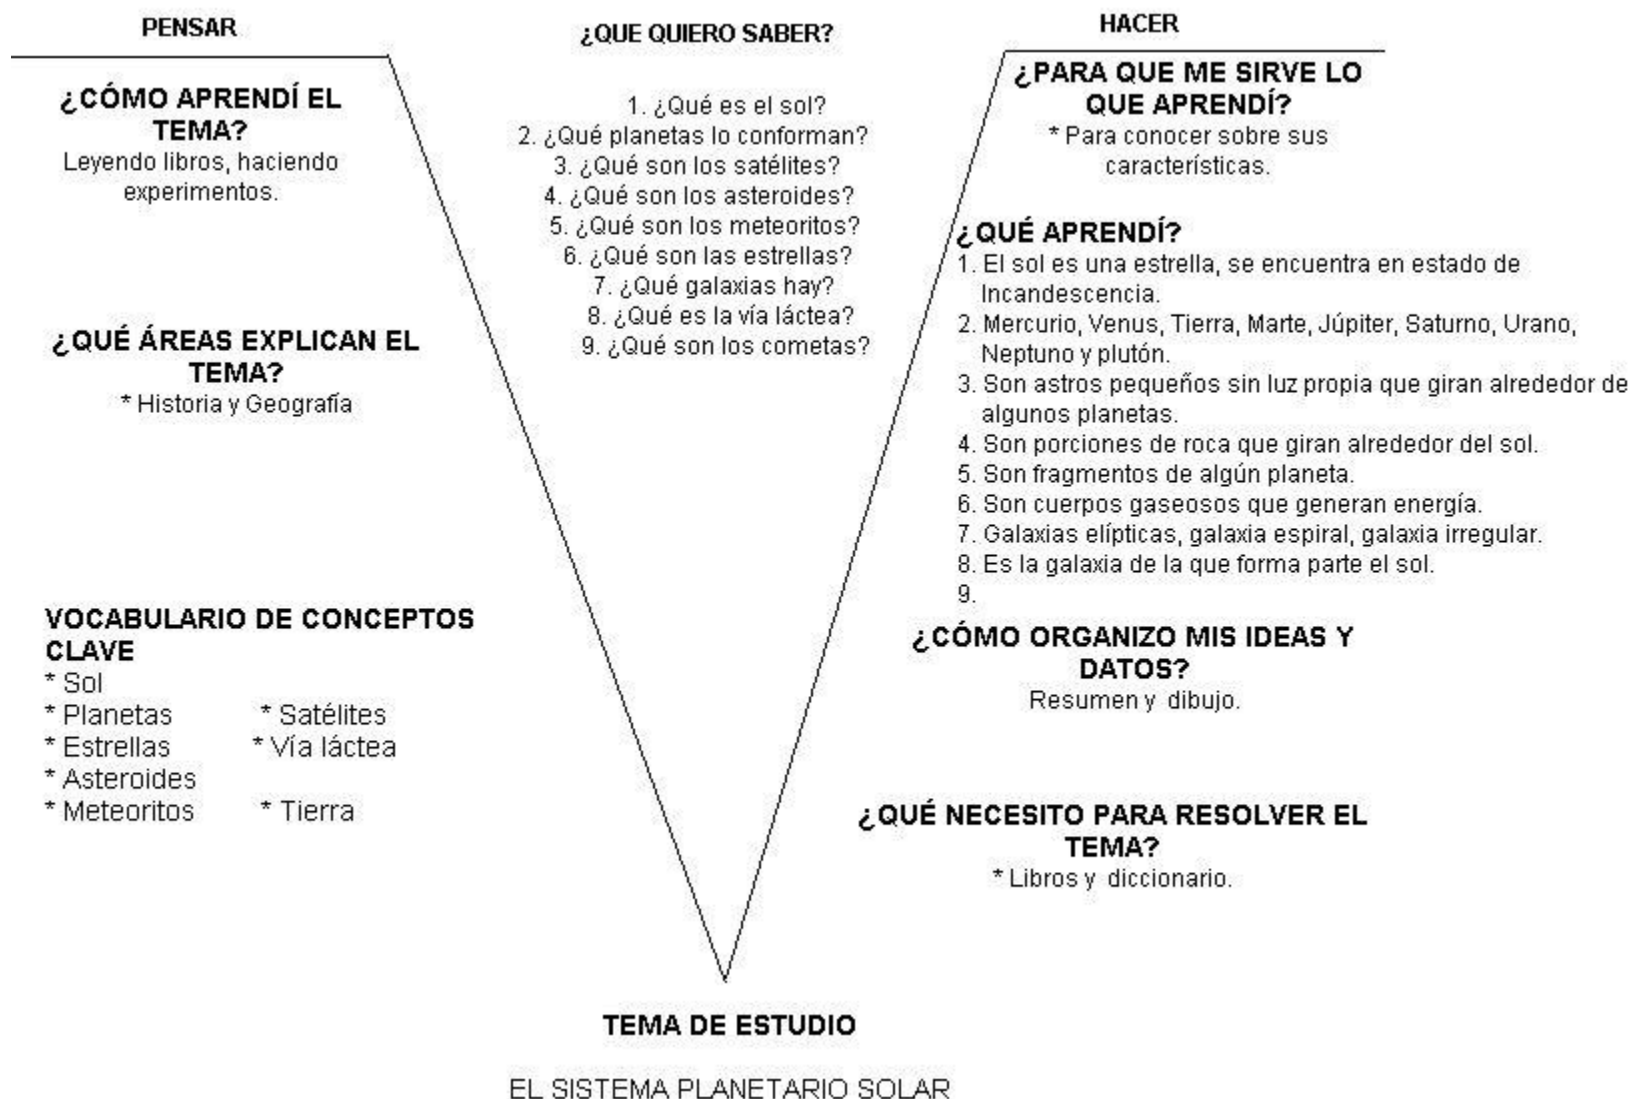 PENSAR
¿CÓMO APRENDÍ EL
TEMA?
Leyendo libros, haciendo
experimentos.
¿QUÉ ÁREAS EXPLICAN EL
TEMA?
* Historia y Geografía
VOCABULARIO DE CONCEPTOS
CLAVE
* Sol
* Planetas * Satélites
* Estrellas * Vía láctea
* Asteroides
* Meteoritos * Tierra
¿QUE QUIERO SABER?
1. ¿Qué es el sol?
2. ¿Qué planetas lo conforman?
3. ¿Qué son los satélites?
4. ¿Qué son los asteroides?
5. ¿Qué son los meteoritos?
6. ¿Qué son las estrellas?
7. ¿Qué galaxias hay?
8. ¿Qué es la vía láctea?
9. ¿Qué son los cometas?
HACER
¿PARA QUE ME SIRVE LO
QUE APRENDÍ?
* Para conocer sobre sus
características.
¿QUÉ APRENDÍ?
1. El sol es una estrella, se encuentra en estado de
Incandescencia.
2. Mercurio, Venus, Tierra, Marte, Júpiter, Saturno, Urano,
Neptuno y plutón.
3. Son astros pequeños sin luz propia que giran alrededor de
algunos planetas.
4. Son porciones de roca que giran alrededor del sol.
5. Son fragmentos de algún planeta.
6. Son cuerpos gaseosos que generan energía.
7. Galaxias elípticas, galaxia espiral, galaxia irregular.
8. Es la galaxia de la que forma parte el sol.
9.
¿CÓMO ORGANIZO MIS IDEAS Y
DATOS?
Resumen y dibujo.
¿QUÉ NECESITO PARA RESOLVER EL
TEMA?
* Libros y diccionario.
TEMA DE ESTUDIO
EL SISTEMA PLANETARIO SOLAR